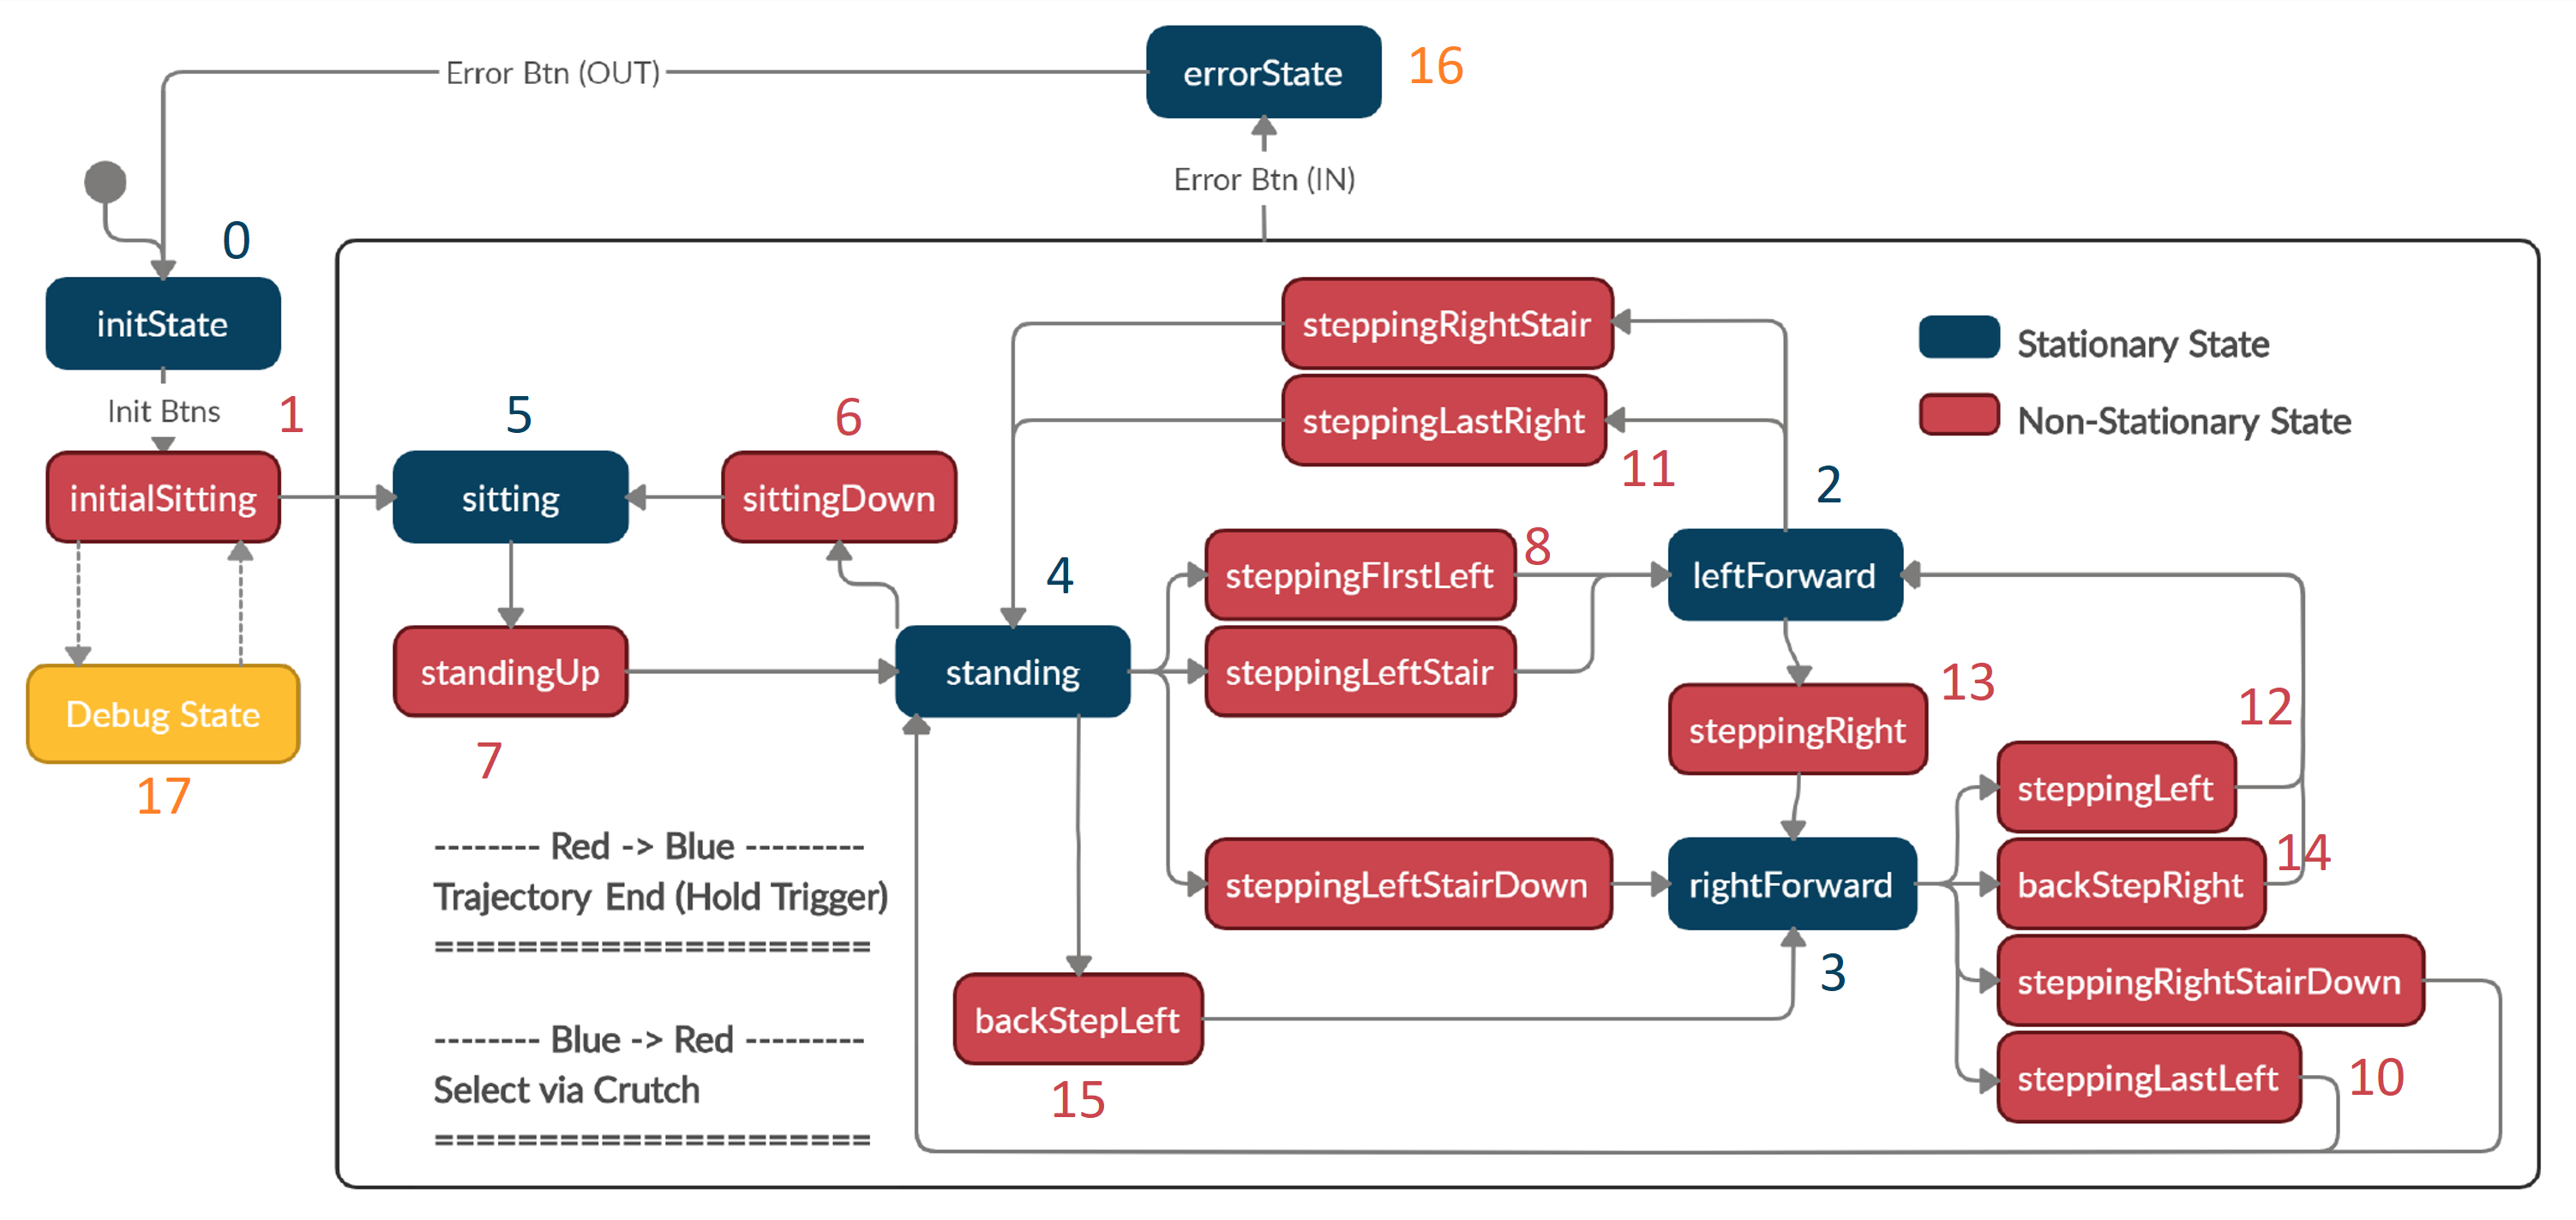 errorState
16
Error Btn (OUT)
Error Btn (IN)
0
initState
Init Btns
1
initialSitting
Debug State
17
5
sitting
6
sittingDown
standingUp
7
4
standing
steppingRightStair
steppingLastRight
11
2
8
steppingFIrstLeft
steppingLeftStair
leftForward
13
steppingRight
12
steppingLeft
14
backStepRight
steppingLeftStairDown
rightForward
3
steppingRightStairDown
steppingLastLeft
10
backStepLeft
15
Stationary State
Non-Stationary State
-------- Red -> Blue ---------
Trajectory End (Hold Trigger)
=====================
-------- Blue -> Red ---------
Select via Crutch
=====================